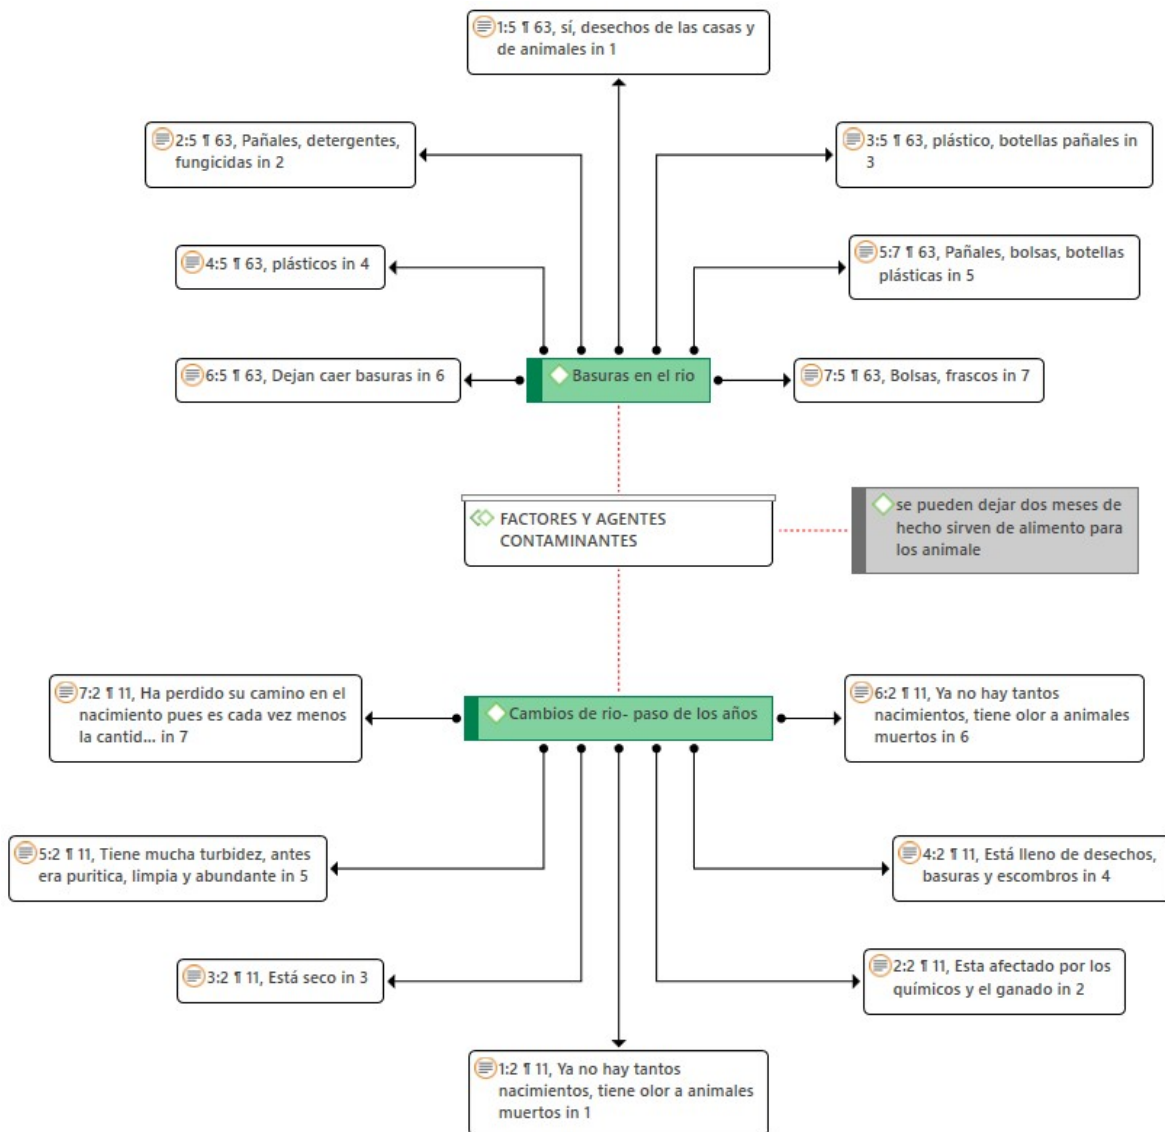 1:5 ¶ 63, sí, desechos de las casas y
de animales in 1
2:5 ¶ 63, Pañales, detergentes,
fungicidas in 2
3:5 ¶ 63, plástico, botellas pañales in
3
4:5 ¶ 63, plásticos in 4
5:7 ¶ 63, Pañales, bolsas, botellas
plásticas in 5
6:5 ¶ 63, Dejan caer basuras in 6
Basuras en el rio
7:5 ¶ 63, Bolsas, frascos in 7
FACTORES Y AGENTES
CONTAMINANTES
se pueden dejar dos meses de
hecho sirven de alimento para
los animale
7:2 ¶ 11, Ha perdido su camino en el
nacimiento pues es cada vez menos
la cantid... in 7
Cambios de rio- paso de los años
6:2 ¶ 11, Ya no hay tantos
nacimientos, tiene olor a animales
muertos in 6
5:2 ¶ 11, Tiene mucha turbidez, antes
era puritica, limpia y abundante in 5
4:2 ¶ 11, Está lleno de desechos,
basuras y escombros in 4
3:2 ¶ 11, Está seco in 3
2:2 ¶ 11, Esta afectado por los
químicos y el ganado in 2
1:2 ¶ 11, Ya no hay tantos
nacimientos, tiene olor a animales
muertos in 1